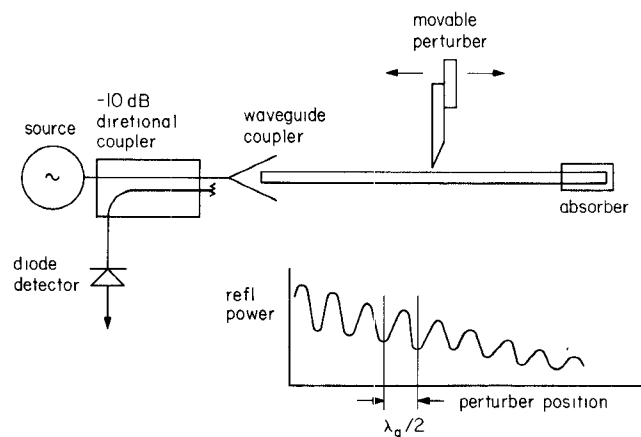 movable
perturber
-10 dB
diretional
coupler
waveguide
coupler
source
~
absorber
diode
detector
refl
power
perturber position
λg/2